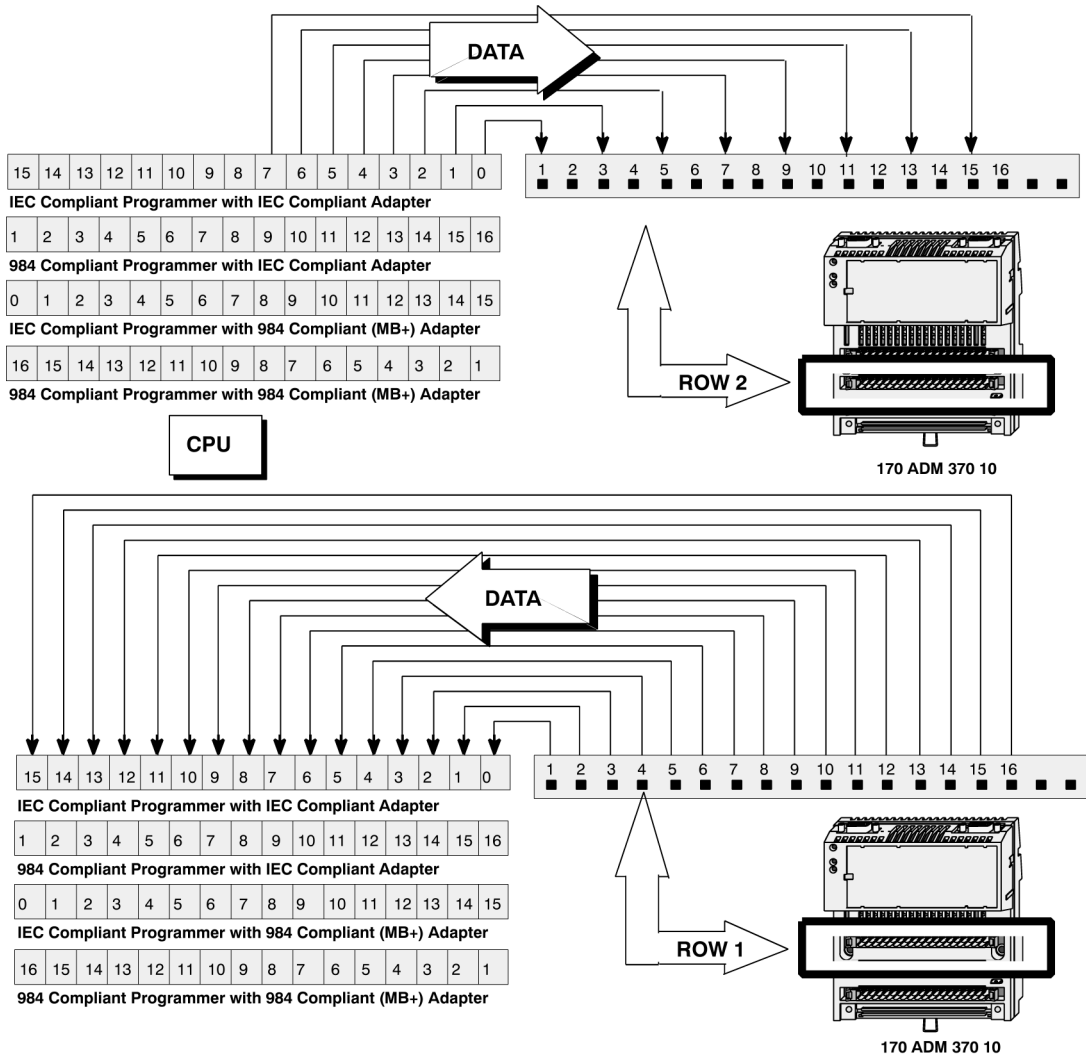 DATA
15 14 13 12 11 10 9 8 7 6 5 4 3 2 1 0
IEC Compliant Programmer with IEC Compliant Adapter
1 2 3 4 5 6 7 8 9 10 11 12 13 14 15 16
984 Compliant Programmer with IEC Compliant Adapter
0 1 2 3 4 5 6 7 8 9 10 11 12 13 14 15
IEC Compliant Programmer with 984 Compliant (MB+) Adapter
16 15 14 13 12 11 10 9 8 7 6 5 4 3 2 1
984 Compliant Programmer with 984 Compliant (MB+) Adapter
1 2 3 4 5 6 7 8 9 10 11 12 13 14 15 16
ROW 2
170 ADM 370 10
CPU
DATA
15 14 13 12 11 10 9 8 7 6 5 4 3 2 1 0
IEC Compliant Programmer with IEC Compliant Adapter
1 2 3 4 5 6 7 8 9 10 11 12 13 14 15 16
984 Compliant Programmer with IEC Compliant Adapter
0 1 2 3 4 5 6 7 8 9 10 11 12 13 14 15
IEC Compliant Programmer with 984 Compliant (MB+) Adapter
16 15 14 13 12 11 10 9 8 7 6 5 4 3 2 1
984 Compliant Programmer with 984 Compliant (MB+) Adapter
1 2 3 4 5 6 7 8 9 10 11 12 13 14 15 16
ROW 1
170 ADM 370 10